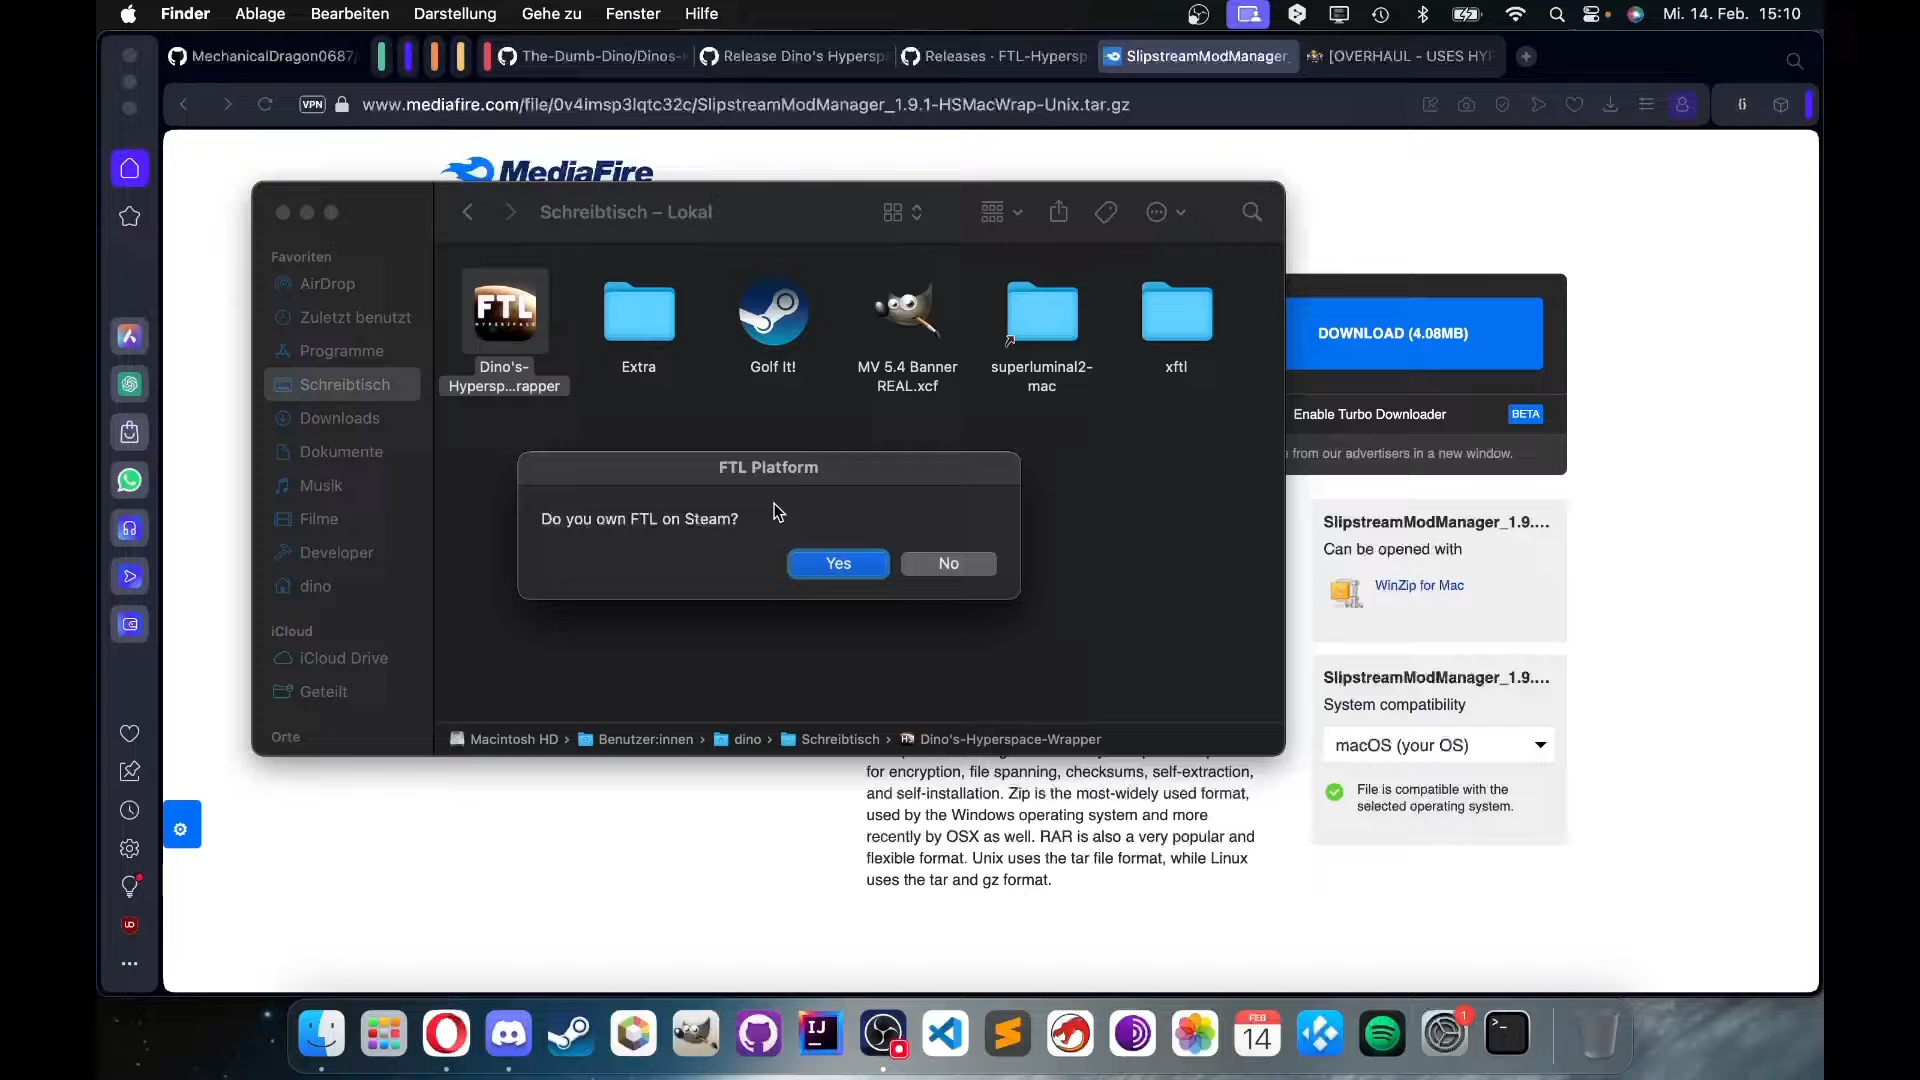 Finder Ablage Bearbeiten Darstellung Gehe zu Fenster Hilfe Mi. 14. Feb. 15:10
MechanicalDragon0687/ The-Dumb-Dino/Dinos- Release Dino's Hypersp Releases · FTL-Hypersp SlipstreamModManager_ [OVERHAUL - USES HYP
VPN www.mediafire.com/file/0v4imsp3lqtc32c/SlipstreamModManager_1.9.1-HSMacWrap-Unix.tar.gz
MediaFire
Schreibtisch – Lokal
Favoriten
AirDrop
Zuletzt benutzt
Programme
Schreibtisch
Downloads
Dokumente
Musik
Filme
Developer
dino
iCloud
iCloud Drive
Geteilt
Orte
FTL
HYPERSPACE
Dino's-
Hypersp...rapper
Extra
Golf It!
MV 5.4 Banner
REAL.xcf
superluminal2-
mac
xftl
FTL Platform
Do you own FTL on Steam?
Yes No
Macintosh HD › Benutzer:innen › dino › Schreibtisch › Dino's-Hyperspace-Wrapper
DOWNLOAD (4.08MB)
Enable Turbo Downloader BETA
from our advertisers in a new window.
SlipstreamModManager_1.9....
Can be opened with
WinZip for Mac
SlipstreamModManager_1.9....
System compatibility
macOS (your OS)
File is compatible with the
selected operating system.
for encryption, file spanning, checksums, self-extraction,
and self-installation. Zip is the most-widely used format,
used by the Windows operating system and more
recently by OSX as well. RAR is also a very popular and
flexible format. Unix uses the tar file format, while Linux
uses the tar and gz format.
IJ
FEB
14
1